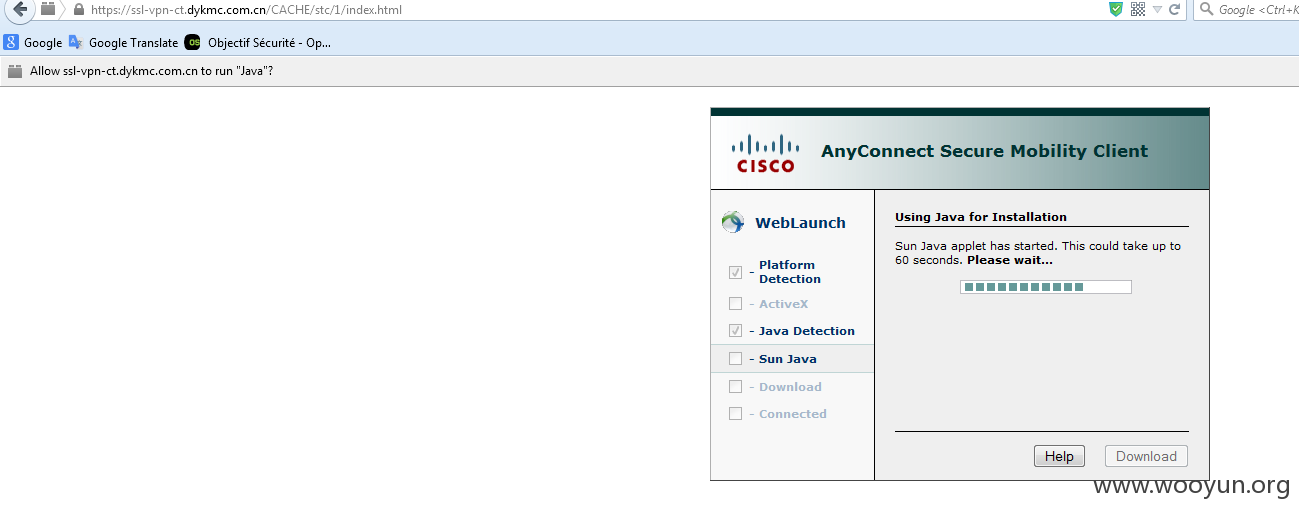 https://ssl-vpn-ct.dykmc.com.cn/CACHE/stc/1/index.html
Google <Ctrl+K
Google
Google Translate
OS
Objectif Sécurité - Op...
Allow ssl-vpn-ct.dykmc.com.cn to run "Java"?
CISCO
AnyConnect Secure Mobility Client
WebLaunch
- Platform
Detection
- ActiveX
- Java Detection
- Sun Java
- Download
- Connected
Using Java for Installation
Sun Java applet has started. This could take up to
60 seconds. Please wait...
Help
Download
www.wooyun.org